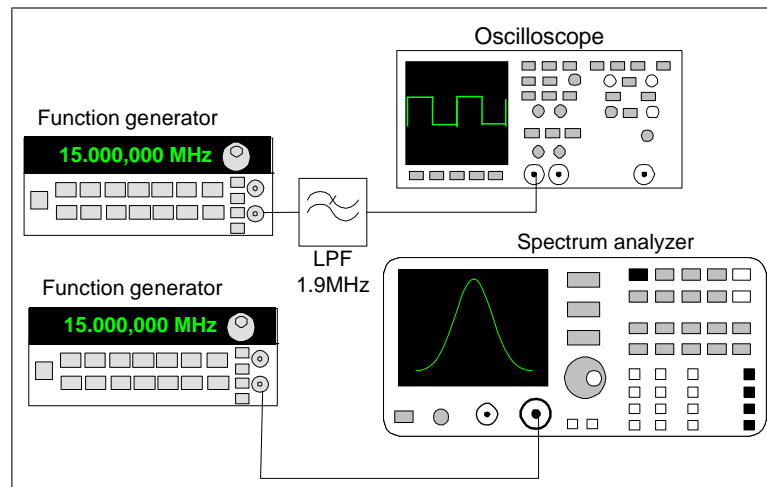 Oscilloscope
Function generator
15.000,000 MHz
LPF
1.9MHz
Spectrum analyzer
Function generator
15.000,000 MHz